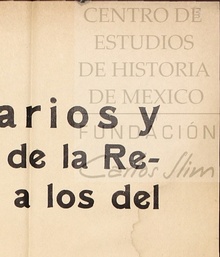 CENTRO DE
ESTUDIOS
DE HISTORIA
DE MEXICO
arios y
FUNDACIÓN
de la Re-
Carlos Slim
a los del